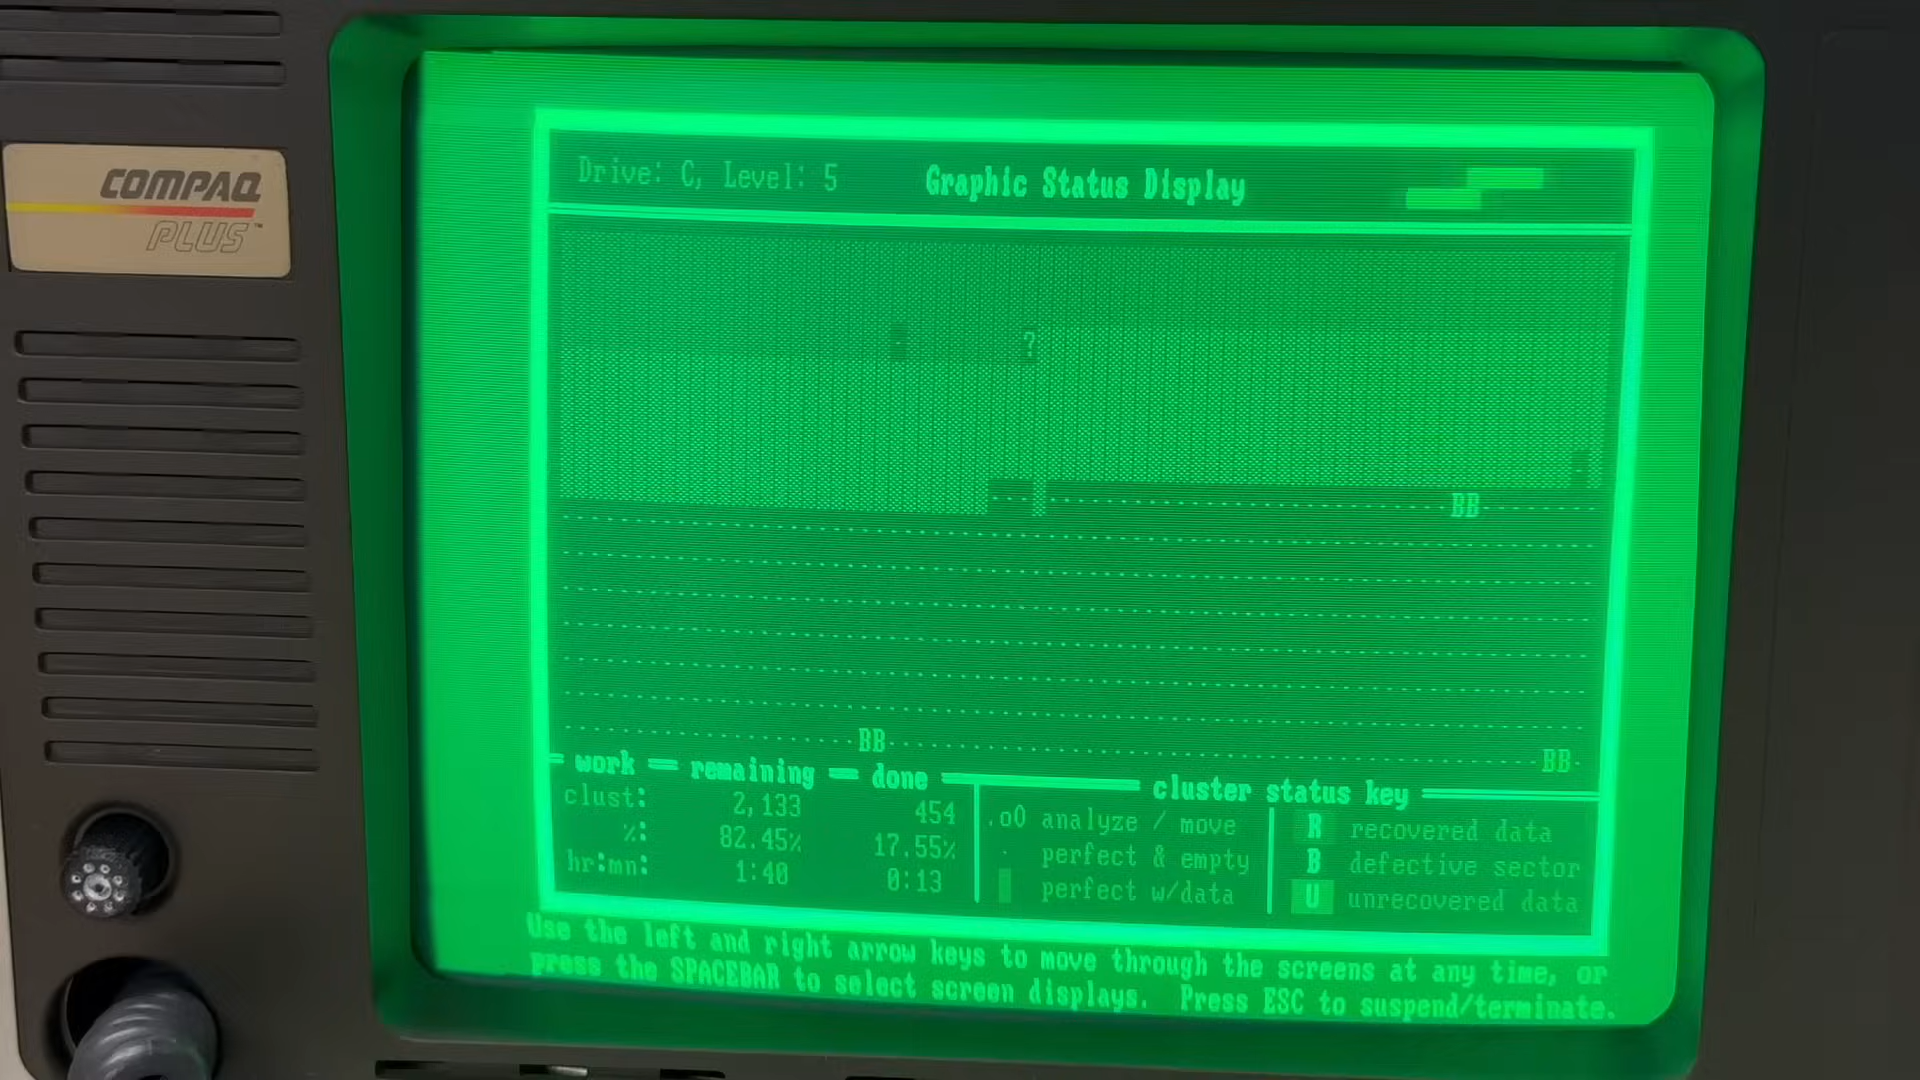 COMPAQ
PLUS™
Drive: C, Level: 5 Graphic Status Display
?
BB
BB
BB
work remaining done
clust: 2,133 454
%: 82.45% 17.55%
hr:mn: 1:40 0:13
cluster status key
.oO analyze / move R recovered data
· perfect & empty B defective sector
perfect w/data U unrecovered data
Use the left and right arrow keys to move through the screens at any time, or
press the SPACEBAR to select screen displays. Press ESC to suspend/terminate.